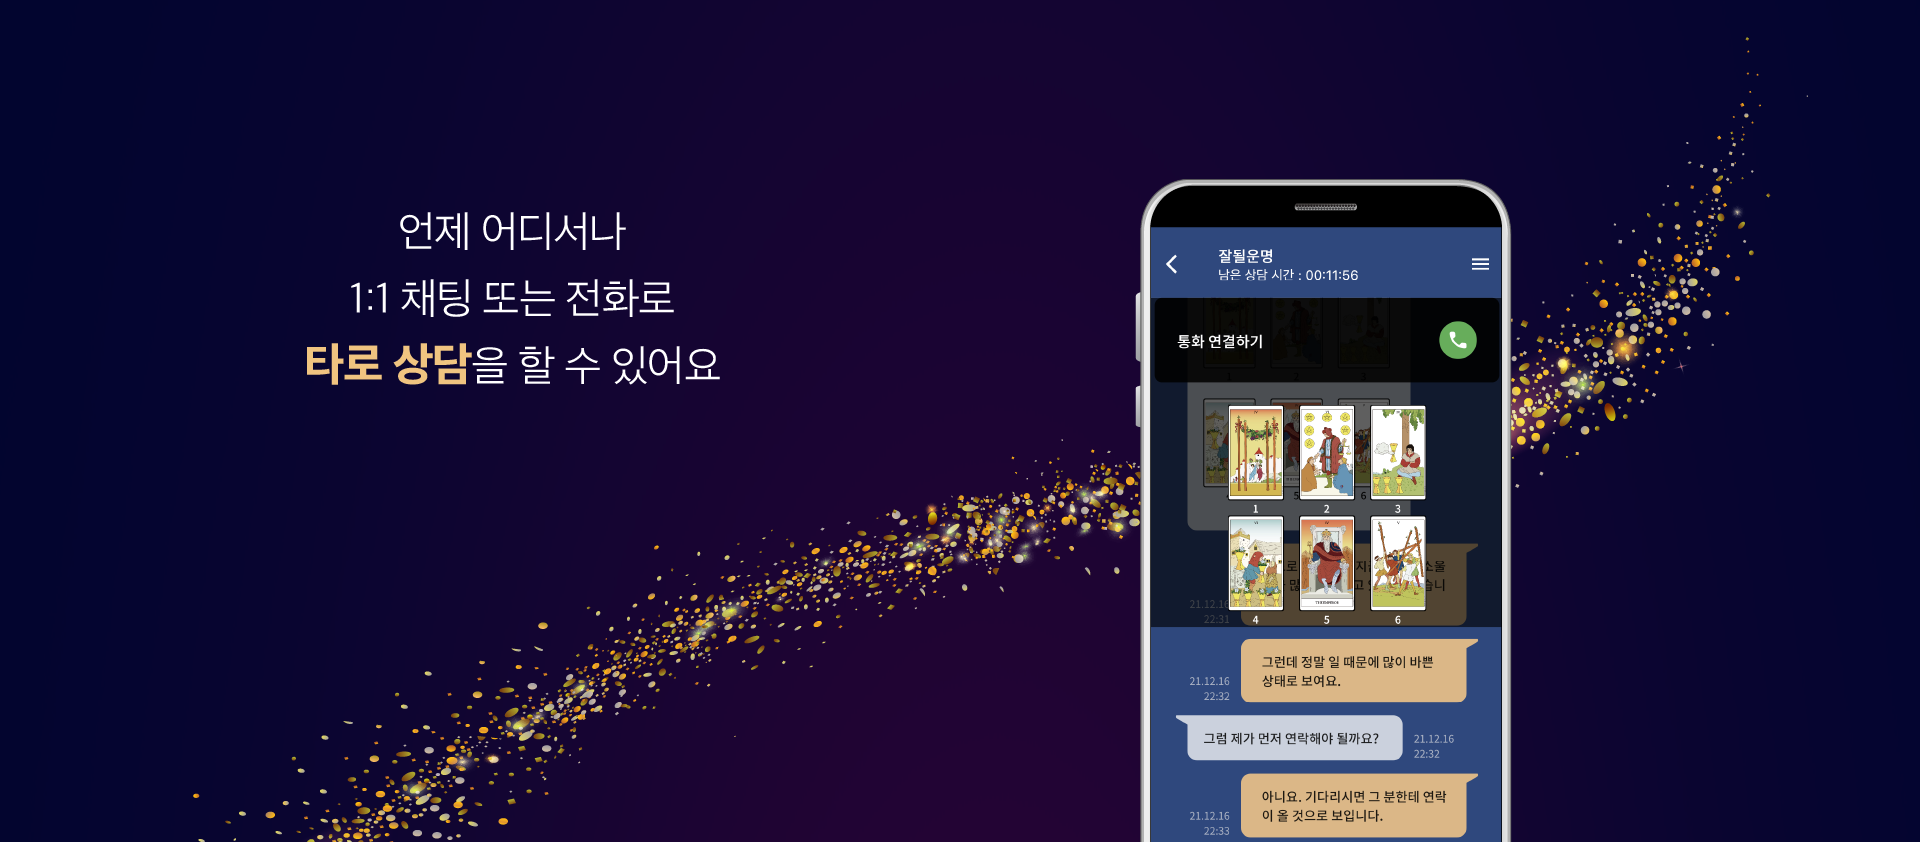 언제 어디서나
1:1 채팅 또는 전화로
타로 상담을 할 수 있어요
잘될운명
남은 상담 시간 : 00:11:56
통화 연결하기
1 2 3
4 5 6
21.12.16
22:31
그런데 정말 일 때문에 많이 바쁜
상태로 보여요.
21.12.16
22:32
그럼 제가 먼저 연락해야 될까요?
21.12.16
22:32
아니요. 기다리시면 그 분한테 연락
이 올 것으로 보입니다.
21.12.16
22:33